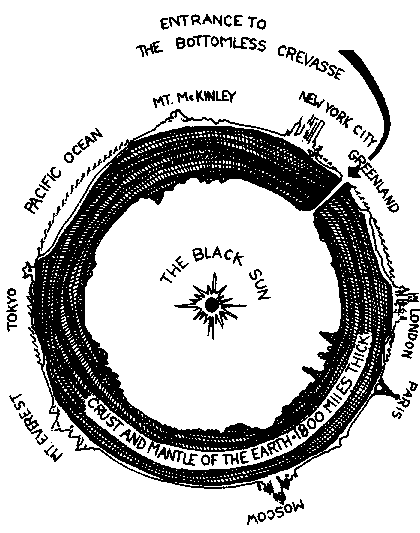 ENTRANCE TO
THE BOTTOMLESS CREVASSE
MT. McKINLEY
NEW YORK CITY
GREENLAND
PACIFIC OCEAN
THE BLACK SUN
TOKYO
LONDON
PARIS
MT EVEREST
CRUST AND MANTLE OF THE EARTH-1800 MILES THICK
MOSCOW